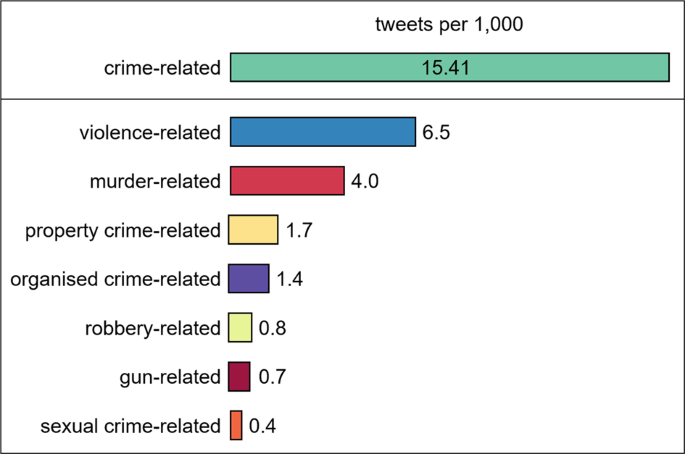 tweets per 1,000
crime-related 15.41
violence-related 6.5
murder-related 4.0
property crime-related 1.7
organised crime-related 1.4
robbery-related 0.8
gun-related 0.7
sexual crime-related 0.4